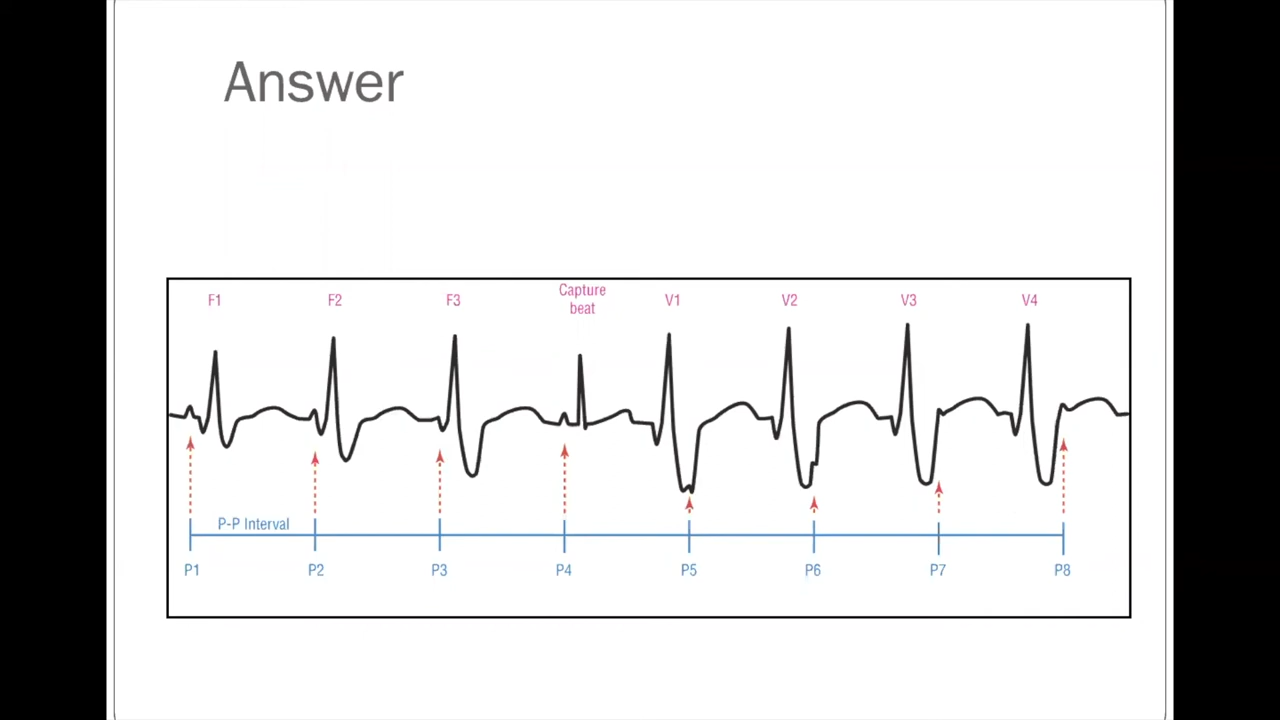 Answer
F1 F2 F3 Capture beat V1 V2 V3 V4
P-P Interval
P1 P2 P3 P4 P5 P6 P7 P8